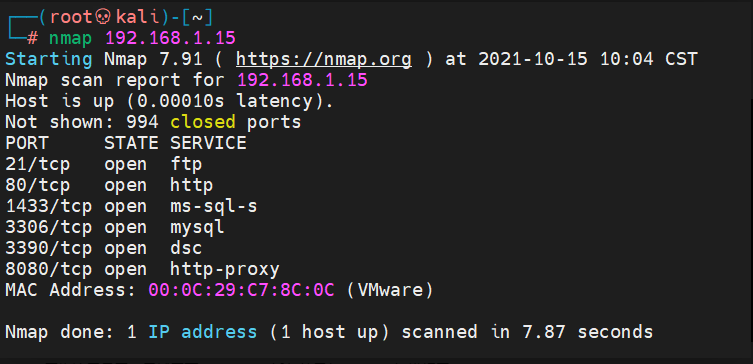 ┌──(root💀kali)-[~]
└─# nmap 192.168.1.15
Starting Nmap 7.91 ( https://nmap.org ) at 2021-10-15 10:04 CST
Nmap scan report for 192.168.1.15
Host is up (0.00010s latency).
Not shown: 994 closed ports
PORT     STATE SERVICE
21/tcp   open  ftp
80/tcp   open  http
1433/tcp open  ms-sql-s
3306/tcp open  mysql
3390/tcp open  dsc
8080/tcp open  http-proxy
MAC Address: 00:0C:29:C7:8C:0C (VMware)

Nmap done: 1 IP address (1 host up) scanned in 7.87 seconds